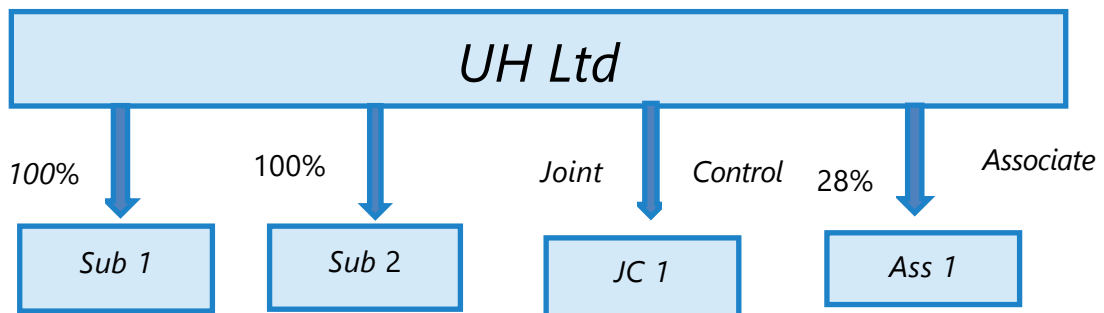 UH Ltd
100%
100%
Joint Control
28%
Associate
Sub 1
Sub 2
JC 1
Ass 1